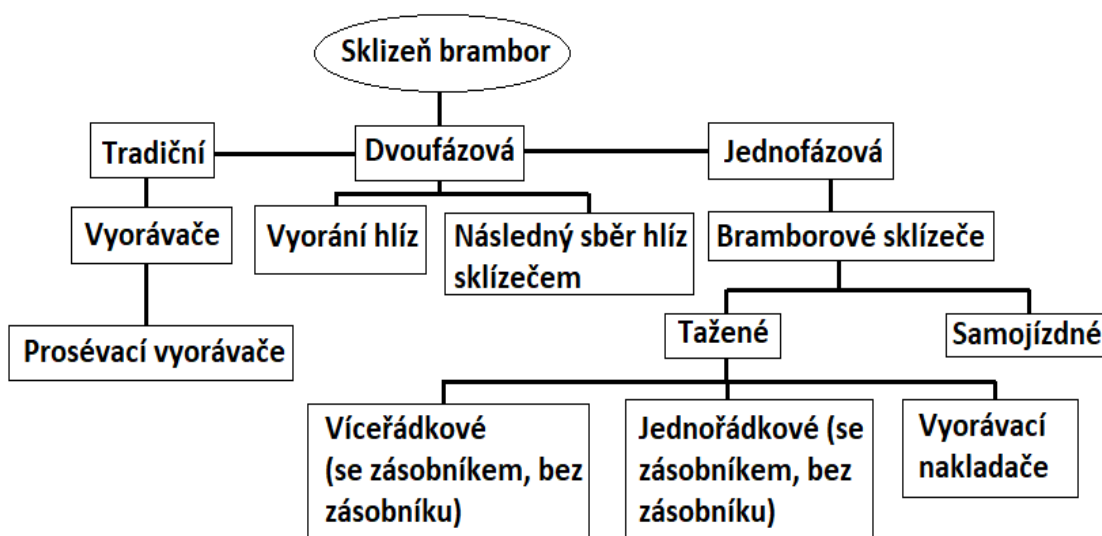 Sklizeň brambor
Tradiční
Dvoufázová
Jednofázová
Vyorávače
Vyorání hlíz
Následný sběr hlíz
sklízečem
Bramborové sklízeče
Prosévací vyorávače
Tažené
Samojízdné
Víceřádkové
(se zásobníkem, bez
zásobníku)
Jednořádkové (se
zásobníkem, bez
zásobníku)
Vyorávací
nakladače